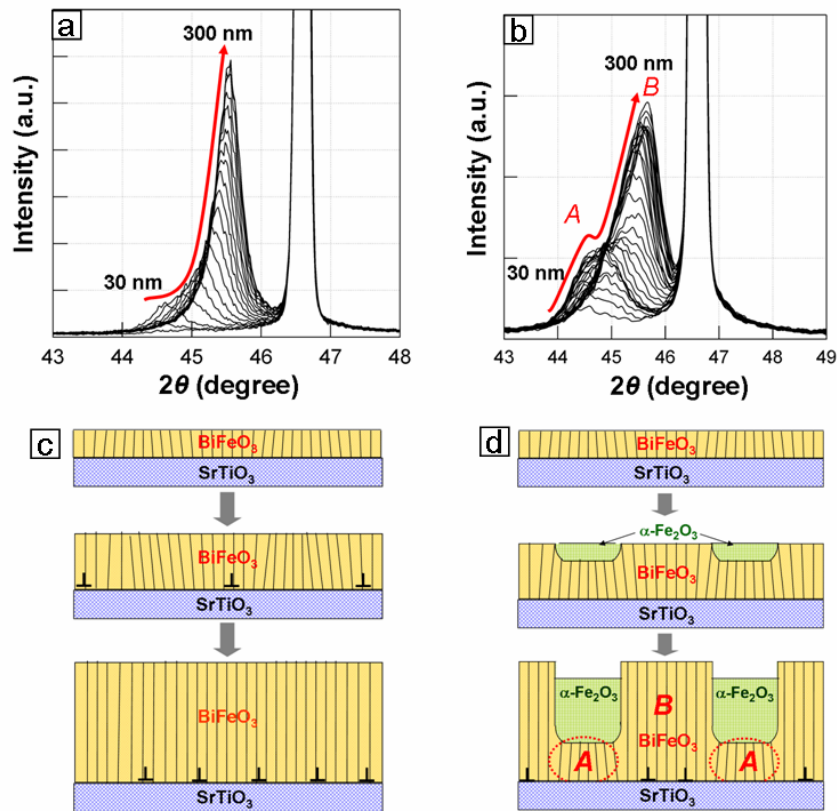 a
300 nm
30 nm
Intensity (a.u.)
43 44 45 46 47 48
2θ (degree)
b
300 nm
B
A
30 nm
Intensity (a.u.)
43 44 45 46 47 48 49
2θ (degree)
c
BiFeO₃
SrTiO₃
BiFeO₃
SrTiO₃
BiFeO₃
SrTiO₃
d
BiFeO₃
SrTiO₃
α-Fe₂O₃
BiFeO₃
SrTiO₃
α-Fe₂O₃ B α-Fe₂O₃
BiFeO₃
A A
SrTiO₃